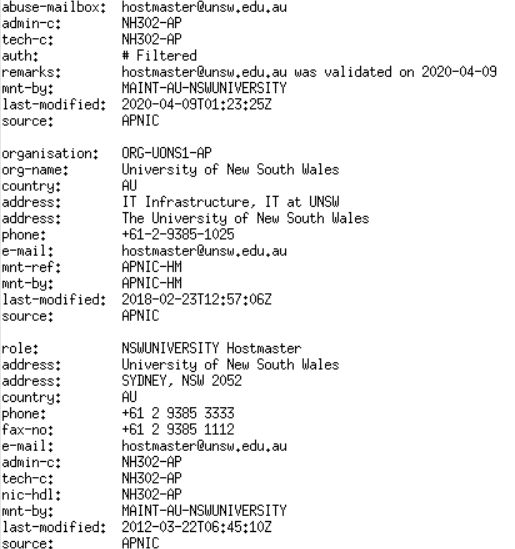 abuse-mailbox: hostmaster@unsw.edu.au
admin-c: NH302-AP
tech-c: NH302-AP
auth: # Filtered
remarks: hostmaster@unsw.edu.au was validated on 2020-04-09
mnt-by: MAINT-AU-NSWUNIVERSITY
last-modified: 2020-04-09T01:23:25Z
source: APNIC

organisation: ORG-UONS1-AP
org-name: University of New South Wales
country: AU
address: IT Infrastructure, IT at UNSW
address: The University of New South Wales
phone: +61-2-9385-1025
e-mail: hostmaster@unsw.edu.au
mnt-ref: APNIC-HM
mnt-by: APNIC-HM
last-modified: 2018-02-23T12:57:06Z
source: APNIC

role: NSWUNIVERSITY Hostmaster
address: University of New South Wales
address: SYDNEY, NSW 2052
country: AU
phone: +61 2 9385 3333
fax-no: +61 2 9385 1112
e-mail: hostmaster@unsw.edu.au
admin-c: NH302-AP
tech-c: NH302-AP
nic-hdl: NH302-AP
mnt-by: MAINT-AU-NSWUNIVERSITY
last-modified: 2012-03-22T06:45:10Z
source: APNIC